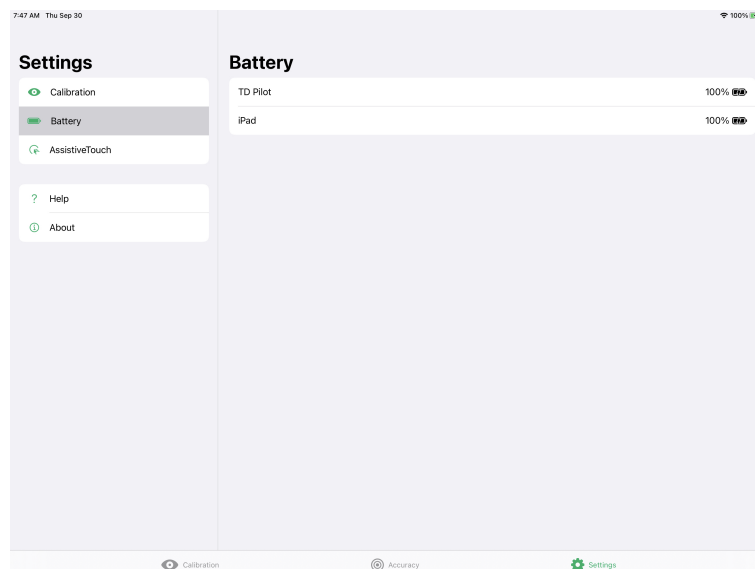 7:47 AM Thu Sep 30
100%
Settings
Calibration
Battery
AssistiveTouch
Help
About
Battery
TD Pilot 100%
iPad 100%
Calibration
Accuracy
Settings